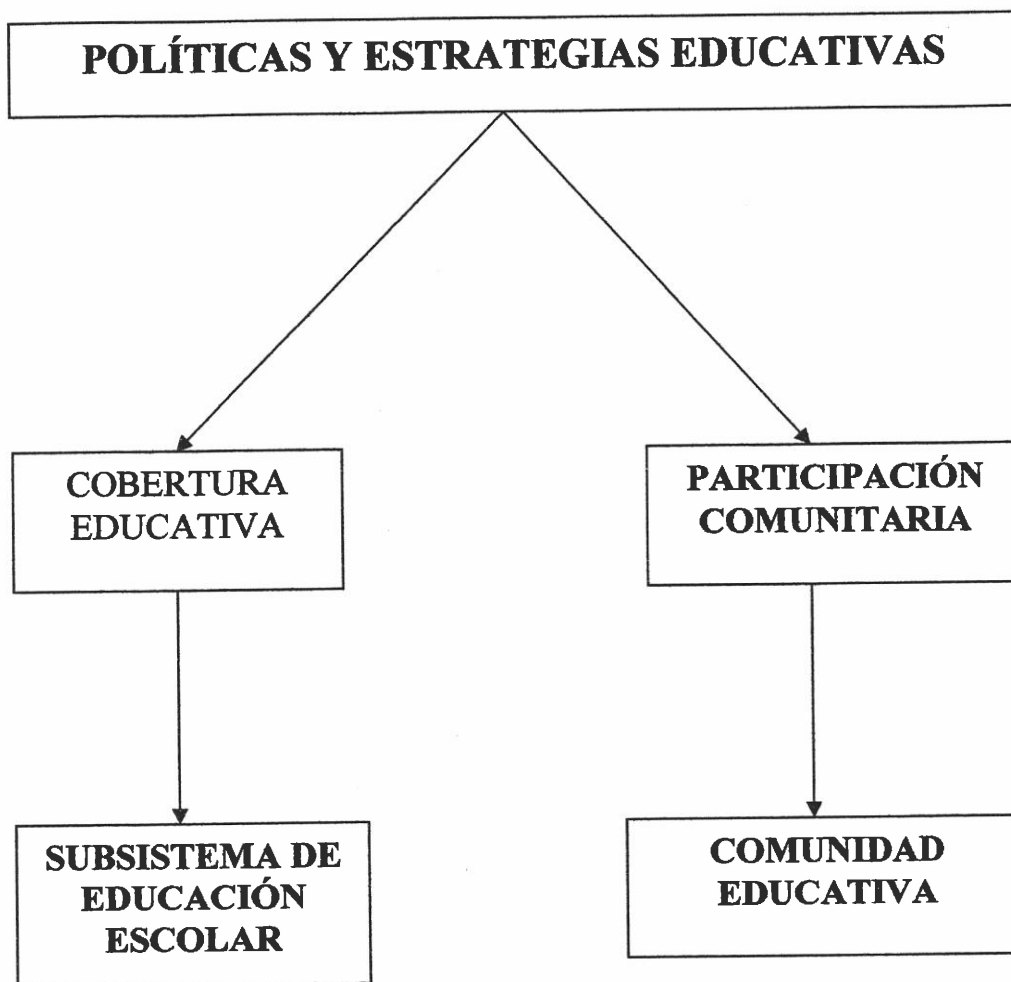 POLÍTICAS Y ESTRATEGIAS EDUCATIVAS
COBERTURA
EDUCATIVA
PARTICIPACIÓN
COMUNITARIA
SUBSISTEMA DE
EDUCACIÓN
ESCOLAR
COMUNIDAD
EDUCATIVA